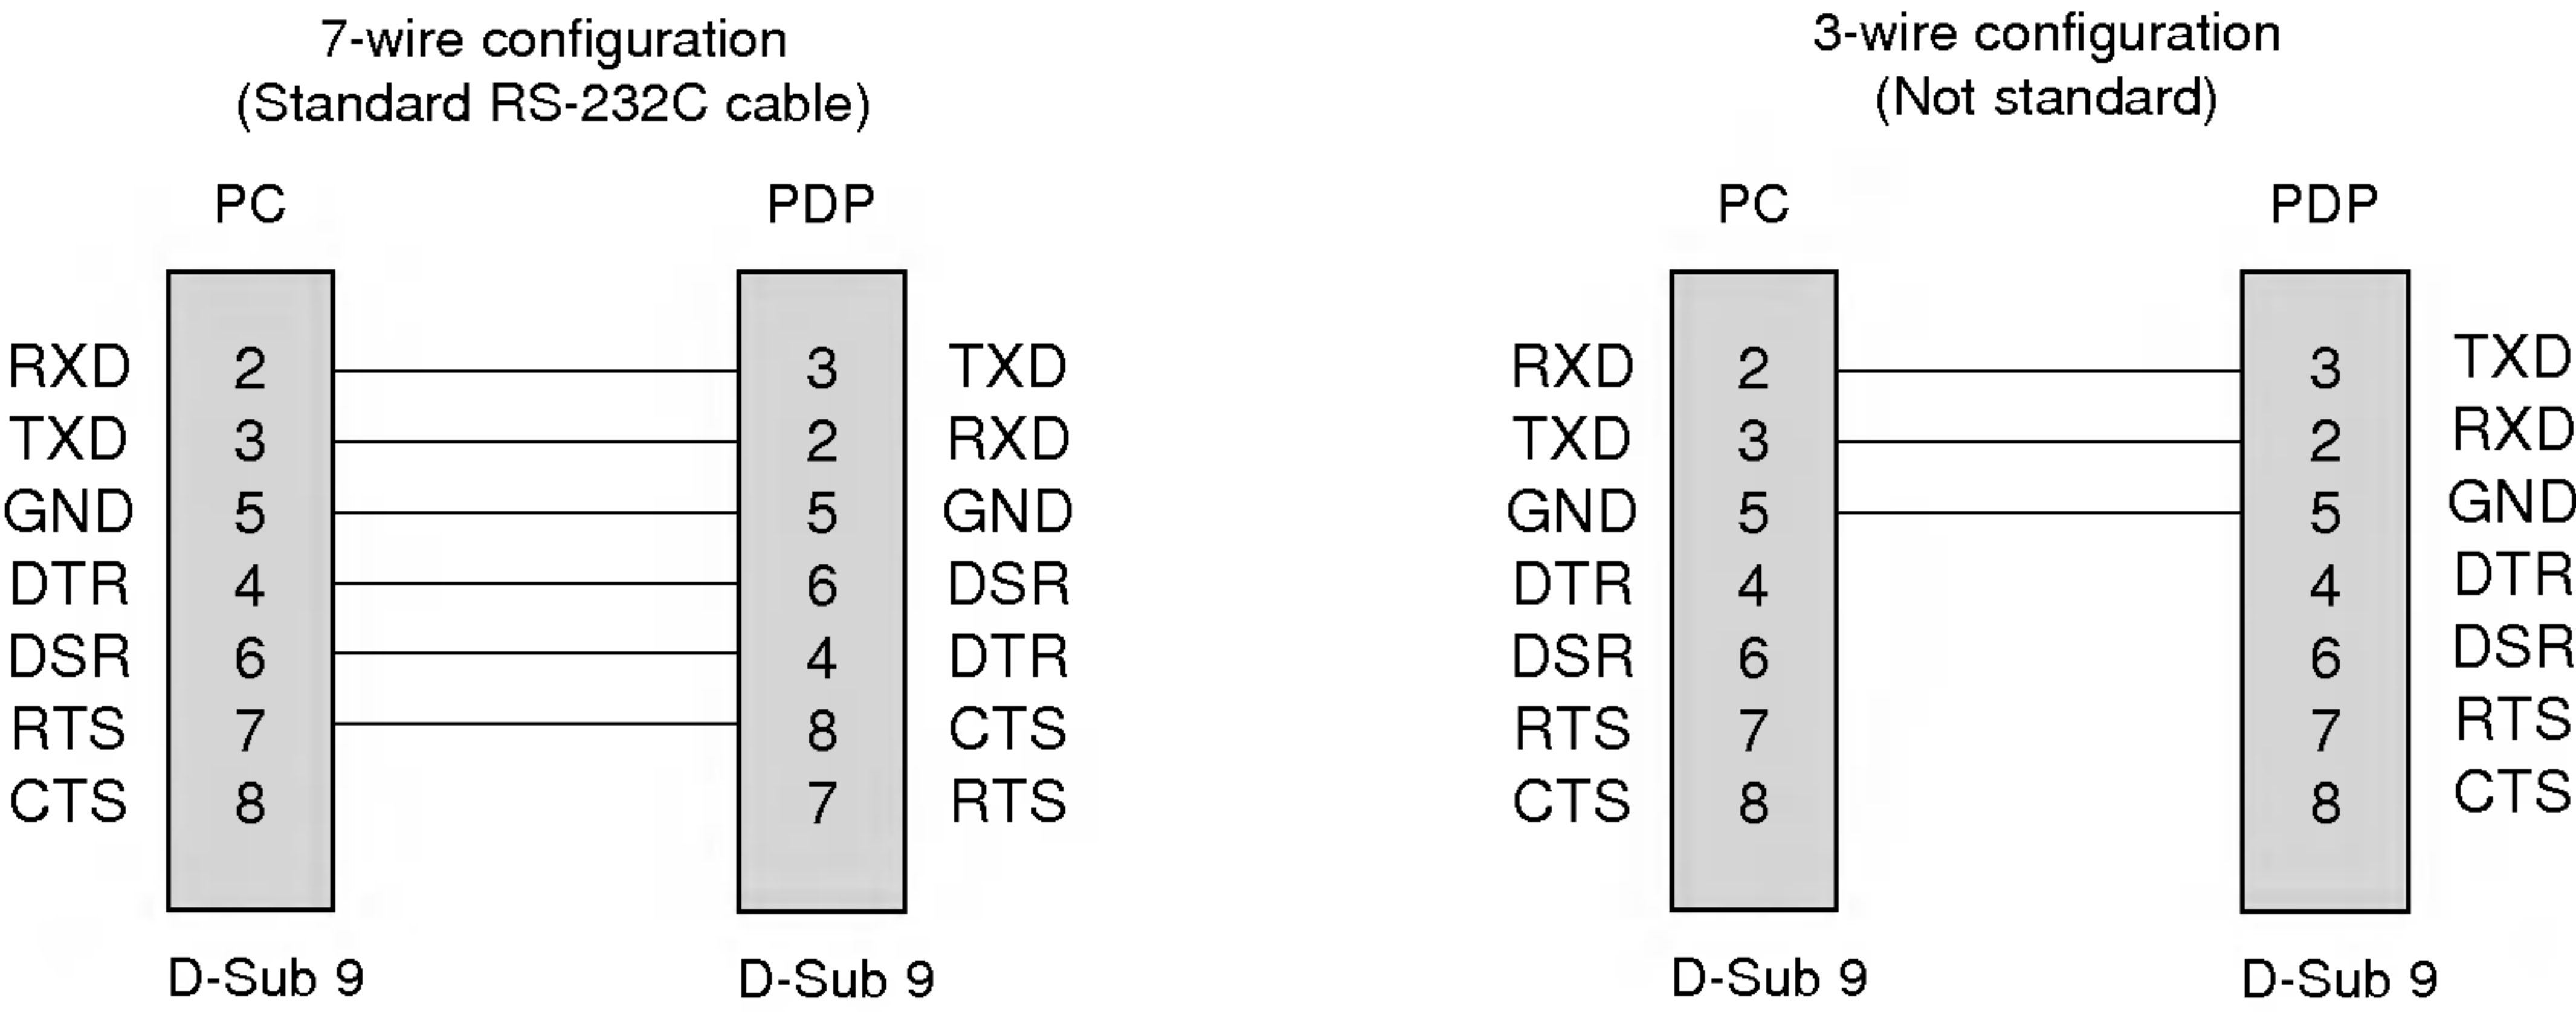 7-wire configuration
(Standard RS-232C cable)
PC PDP
RXD 2 3 TXD
TXD 3 2 RXD
GND 5 5 GND
DTR 4 6 DSR
DSR 6 4 DTR
RTS 7 8 CTS
CTS 8 7 RTS
D-Sub 9 D-Sub 9
3-wire configuration
(Not standard)
PC PDP
RXD 2 3 TXD
TXD 3 2 RXD
GND 5 5 GND
DTR 4 4 DTR
DSR 6 6 DSR
RTS 7 7 RTS
CTS 8 8 CTS
D-Sub 9 D-Sub 9